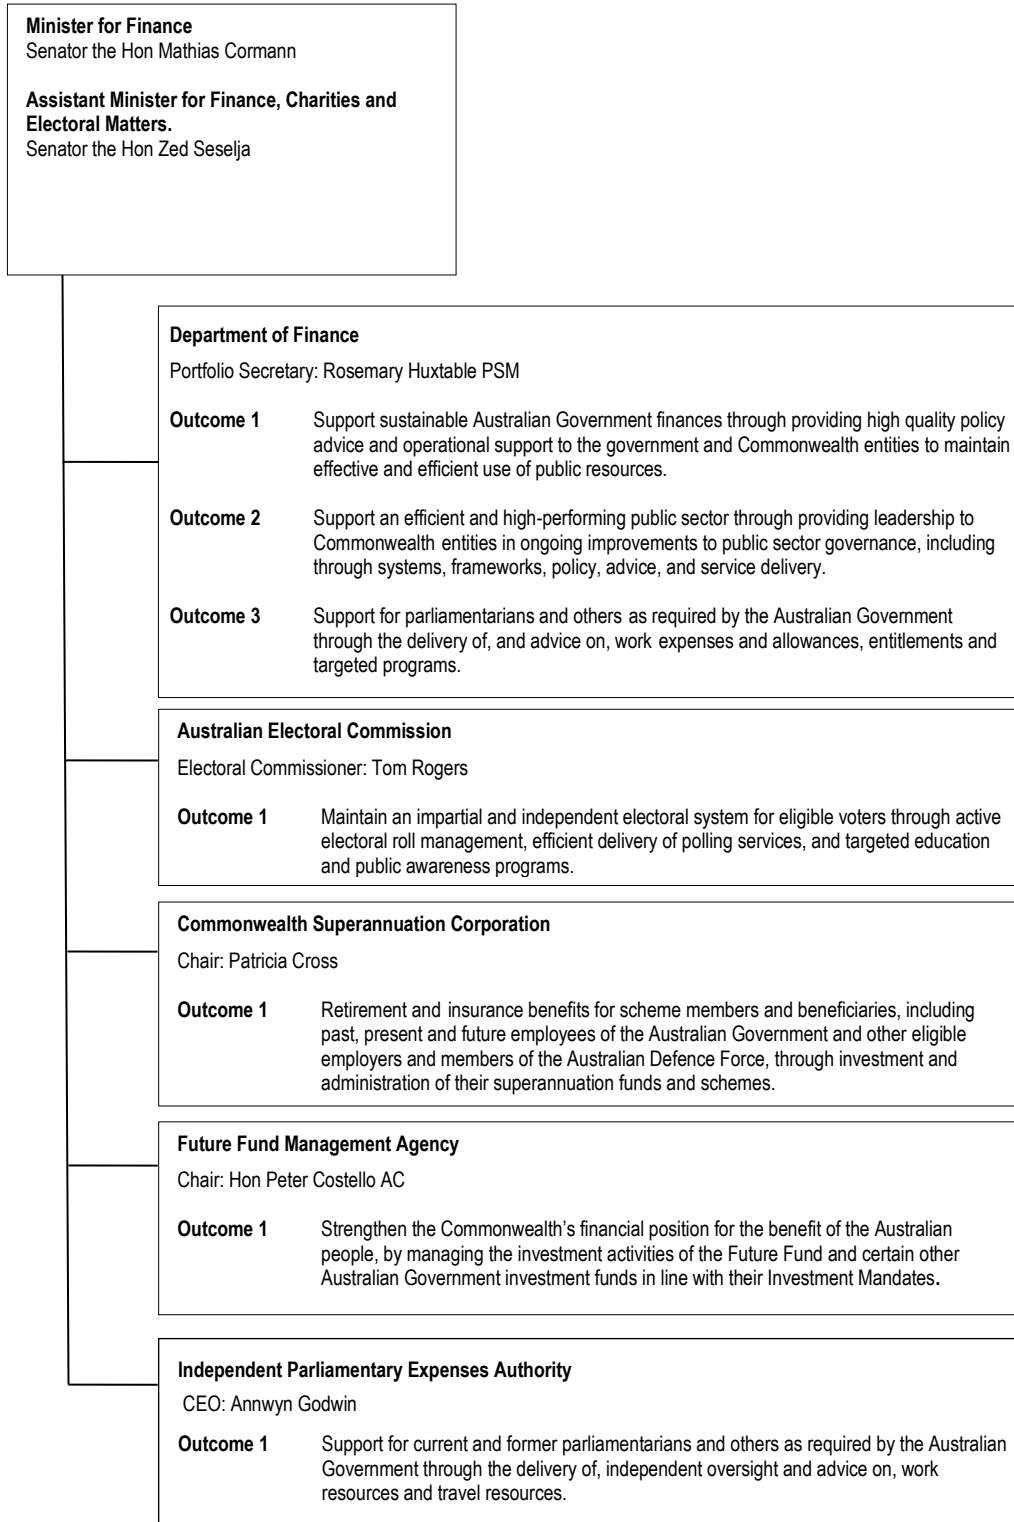 Minister for Finance
Senator the Hon Mathias Cormann
Assistant Minister for Finance, Charities and
Electoral Matters.
Senator the Hon Zed Seselja
Department of Finance
Portfolio Secretary: Rosemary Huxtable PSM
Outcome 1 Support sustainable Australian Government finances through providing high quality policy
advice and operational support to the government and Commonwealth entities to maintain
effective and efficient use of public resources.
Outcome 2 Support an efficient and high-performing public sector through providing leadership to
Commonwealth entities in ongoing improvements to public sector governance, including
through systems, frameworks, policy, advice, and service delivery.
Outcome 3 Support for parliamentarians and others as required by the Australian Government
through the delivery of, and advice on, work expenses and allowances, entitlements and
targeted programs.
Australian Electoral Commission
Electoral Commissioner: Tom Rogers
Outcome 1 Maintain an impartial and independent electoral system for eligible voters through active
electoral roll management, efficient delivery of polling services, and targeted education
and public awareness programs.
Commonwealth Superannuation Corporation
Chair: Patricia Cross
Outcome 1 Retirement and insurance benefits for scheme members and beneficiaries, including
past, present and future employees of the Australian Government and other eligible
employers and members of the Australian Defence Force, through investment and
administration of their superannuation funds and schemes.
Future Fund Management Agency
Chair: Hon Peter Costello AC
Outcome 1 Strengthen the Commonwealth’s financial position for the benefit of the Australian
people, by managing the investment activities of the Future Fund and certain other
Australian Government investment funds in line with their Investment Mandates.
Independent Parliamentary Expenses Authority
CEO: Annwyn Godwin
Outcome 1 Support for current and former parliamentarians and others as required by the Australian
Government through the delivery of, independent oversight and advice on, work
resources and travel resources.